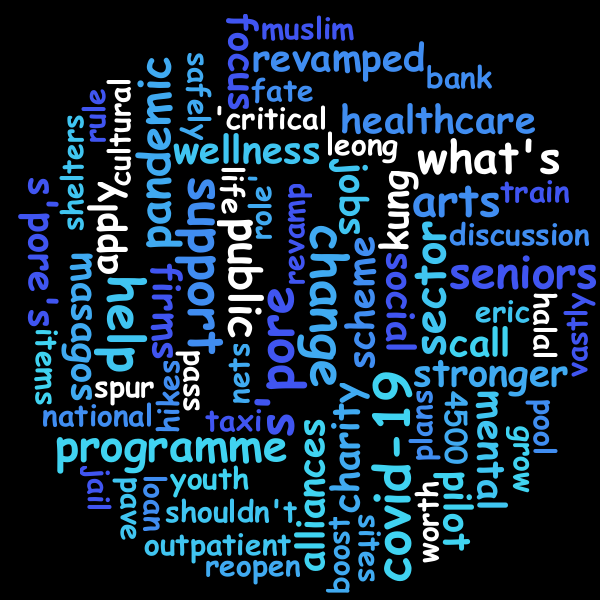 focus
muslim
revamped
bank
safely
fate
rule
cultural
pandemic
'critical
healthcare
shelters
wellness
leong
what's
s'pore's
apply
support
life
role'
public
jobs
kung
arts
train
revamp
discussion
masagos
help
firms
change
scheme
social
sector
seniors
s'pore
eric
halal
vastly
items
call
nets
pass
hikes
spur
stronger
national
taxi
programme
alliances
charity
covid-19
plans
4500
mental
pool
grow
jail
pave
loan
youth
shouldn't
worth
pilot
outpatient
reopen
boost
sites